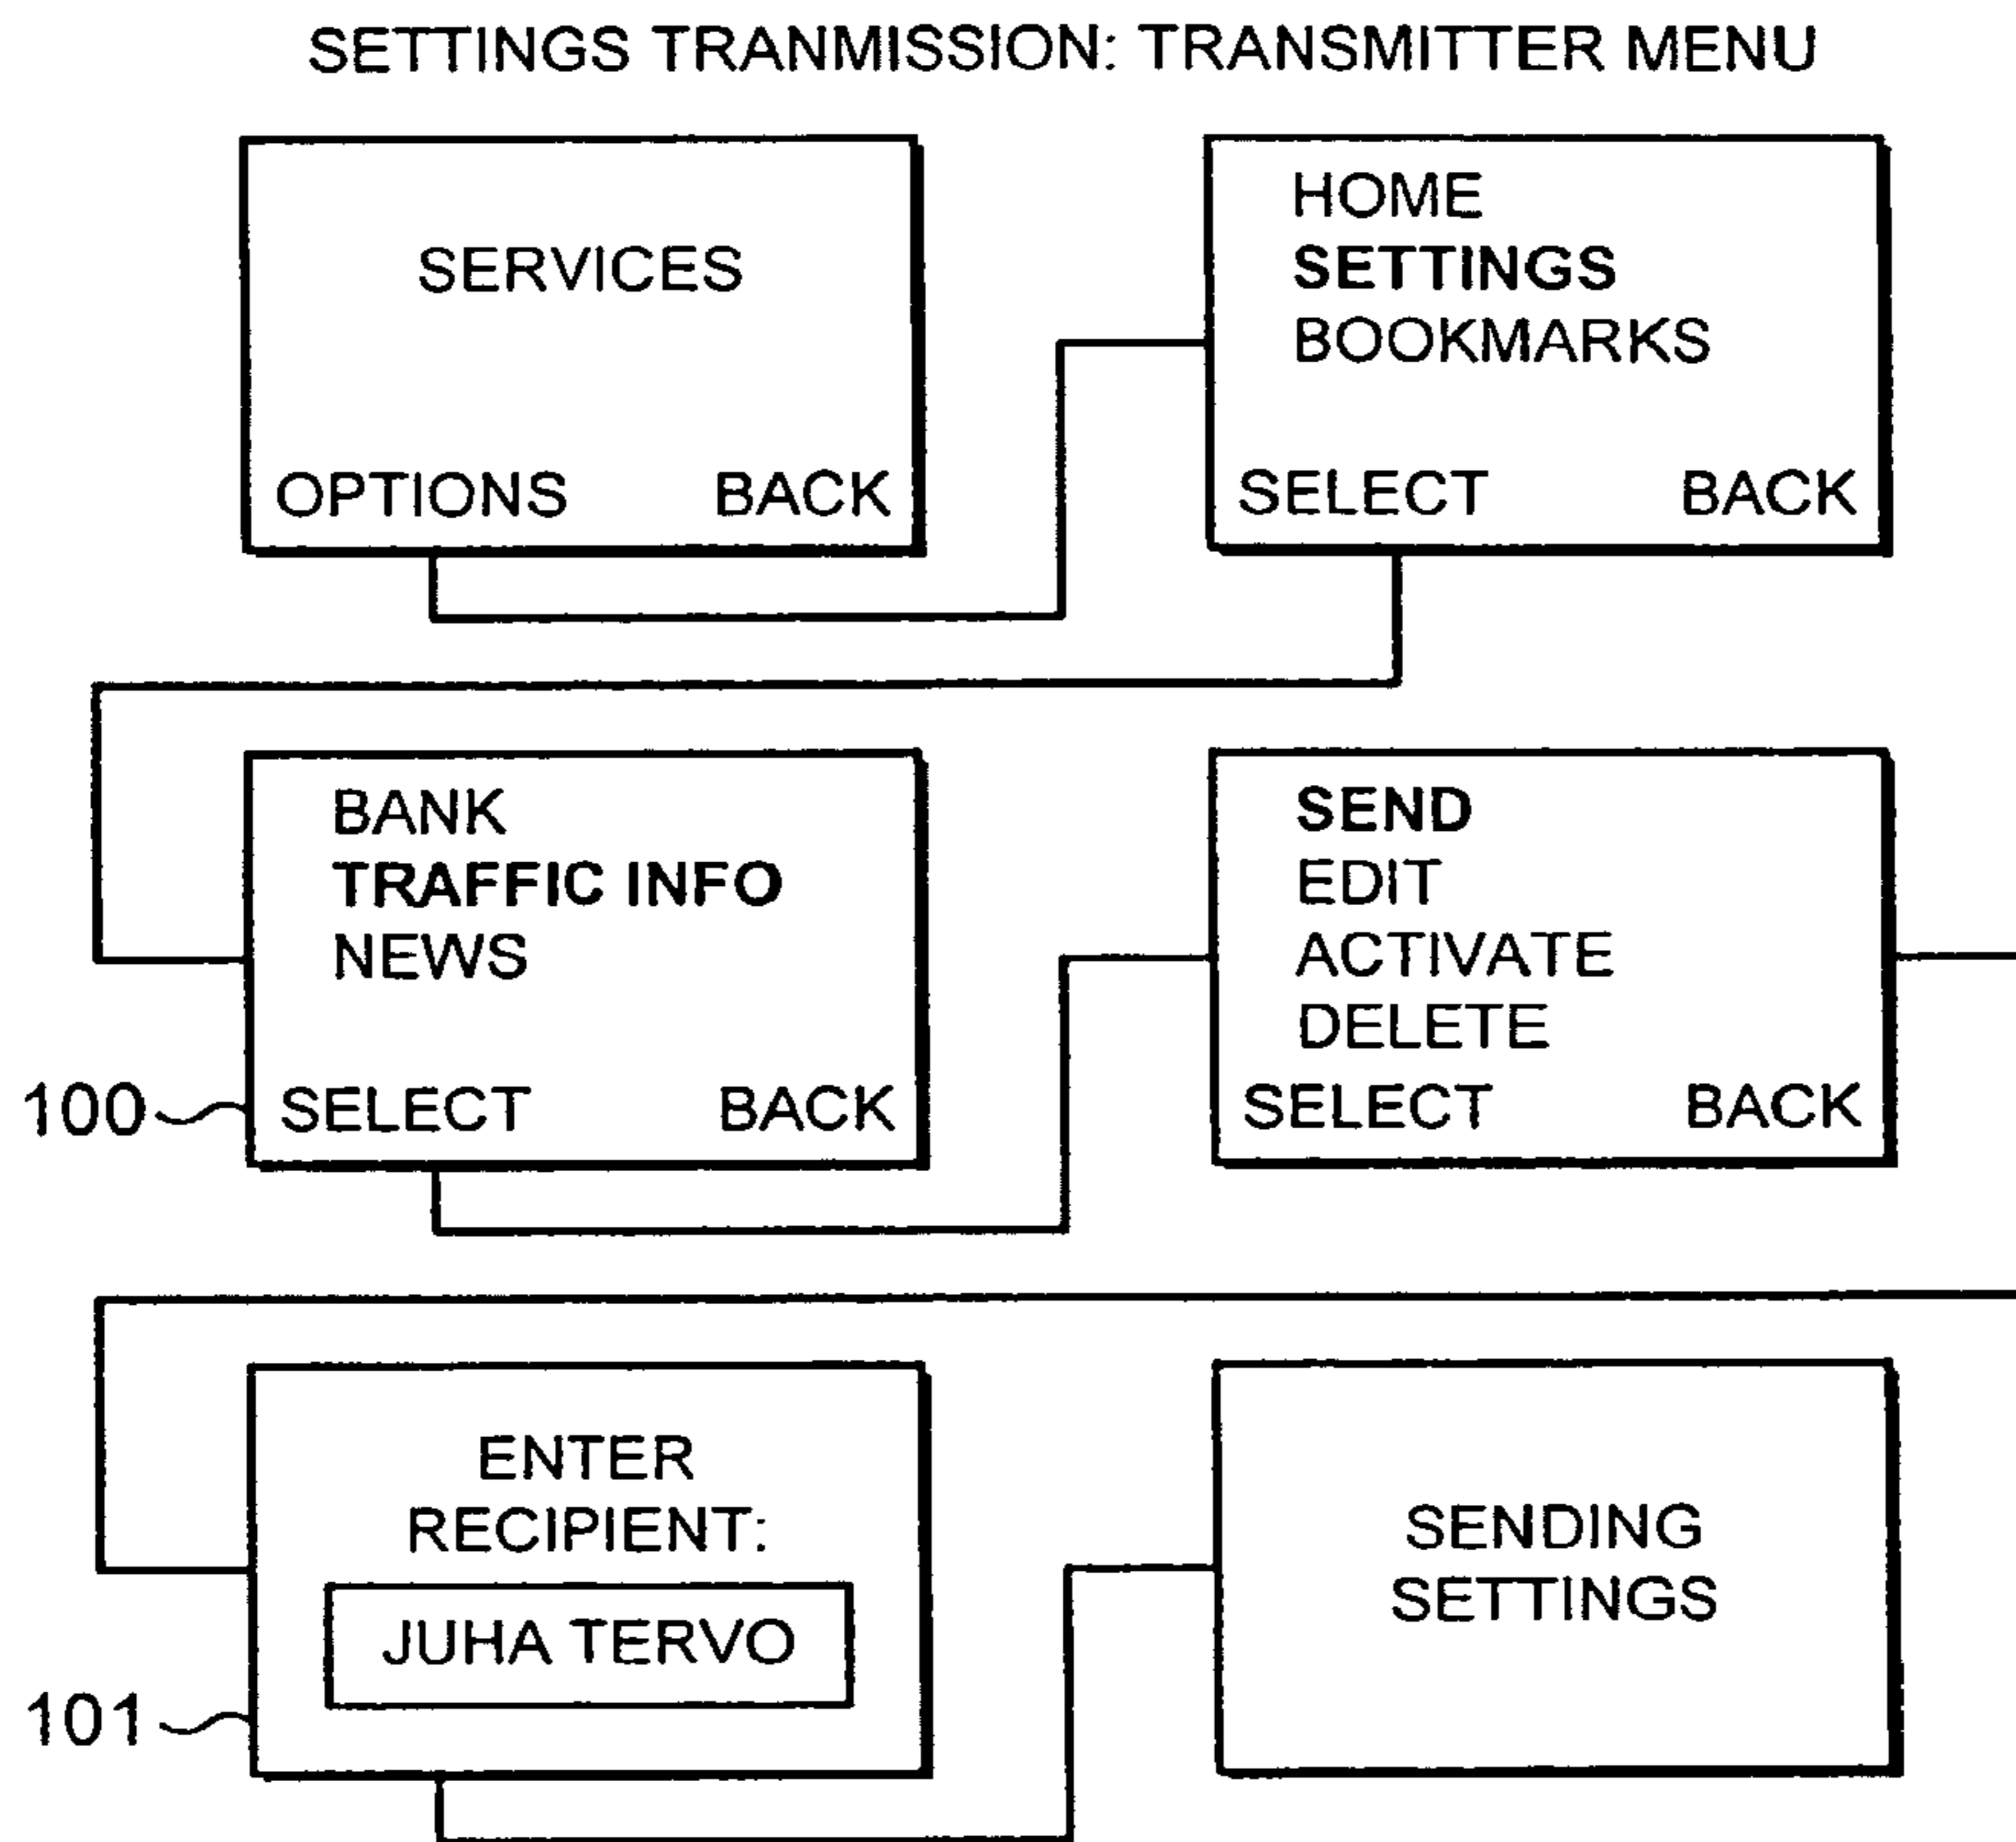 SETTINGS TRANMISSION: TRANSMITTER MENU
SERVICES
OPTIONS BACK
HOME
SETTINGS
BOOKMARKS
SELECT BACK
BANK
TRAFFIC INFO
NEWS
100 SELECT BACK
SEND
EDIT
ACTIVATE
DELETE
SELECT BACK
ENTER
RECIPIENT:
JUHA TERVO
101
SENDING
SETTINGS